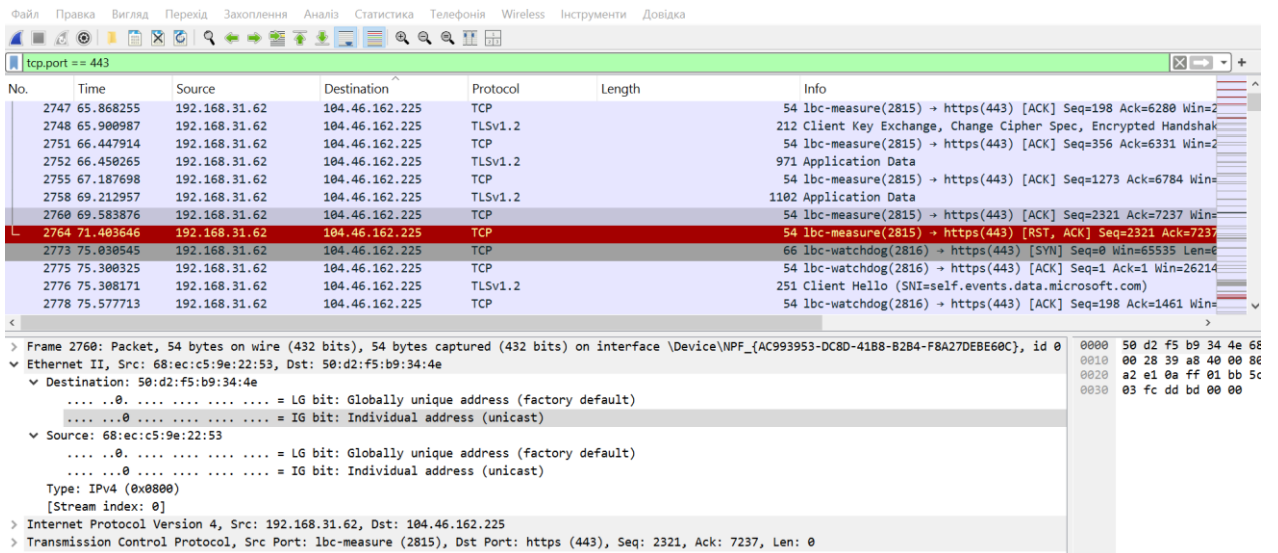 Файл Правка Вигляд Перехід Захоплення Аналіз Статистика Телефонія Wireless Інструменти Довідка
tcp.port == 443
No. Time Source Destination Protocol Length Info
2747 65.868255 192.168.31.62 104.46.162.225 TCP 54 lbc-measure(2815) → https(443) [ACK] Seq=198 Ack=6280 Win=2
2748 65.900987 192.168.31.62 104.46.162.225 TLSv1.2 212 Client Key Exchange, Change Cipher Spec, Encrypted Handshak
2751 66.447914 192.168.31.62 104.46.162.225 TCP 54 lbc-measure(2815) → https(443) [ACK] Seq=356 Ack=6331 Win=2
2752 66.450265 192.168.31.62 104.46.162.225 TLSv1.2 971 Application Data
2755 67.187698 192.168.31.62 104.46.162.225 TCP 54 lbc-measure(2815) → https(443) [ACK] Seq=1273 Ack=6784 Win=
2758 69.212957 192.168.31.62 104.46.162.225 TLSv1.2 1102 Application Data
2760 69.583876 192.168.31.62 104.46.162.225 TCP 54 lbc-measure(2815) → https(443) [ACK] Seq=2321 Ack=7237 Win=
2764 71.403646 192.168.31.62 104.46.162.225 TCP 54 lbc-measure(2815) → https(443) [RST, ACK] Seq=2321 Ack=7237
2773 75.030545 192.168.31.62 104.46.162.225 TCP 66 lbc-watchdog(2816) → https(443) [SYN] Seq=0 Win=65535 Len=0
2775 75.300325 192.168.31.62 104.46.162.225 TCP 54 lbc-watchdog(2816) → https(443) [ACK] Seq=1 Ack=1 Win=26214
2776 75.308171 192.168.31.62 104.46.162.225 TLSv1.2 251 Client Hello (SNI=self.events.data.microsoft.com)
2778 75.577713 192.168.31.62 104.46.162.225 TCP 54 lbc-watchdog(2816) → https(443) [ACK] Seq=198 Ack=1461 Win=
> Frame 2760: Packet, 54 bytes on wire (432 bits), 54 bytes captured (432 bits) on interface \Device\NPF_{AC993953-DC8D-41B8-B2B4-F8A27DEBE60C}, id 0
Ethernet II, Src: 68:ec:c5:9e:22:53, Dst: 50:d2:f5:b9:34:4e
Destination: 50:d2:f5:b9:34:4e
.... ..0. .... .... .... .... = LG bit: Globally unique address (factory default)
.... ...0 .... .... .... .... = IG bit: Individual address (unicast)
Source: 68:ec:c5:9e:22:53
.... ..0. .... .... .... .... = LG bit: Globally unique address (factory default)
.... ...0 .... .... .... .... = IG bit: Individual address (unicast)
Type: IPv4 (0x0800)
[Stream index: 0]
> Internet Protocol Version 4, Src: 192.168.31.62, Dst: 104.46.162.225
> Transmission Control Protocol, Src Port: lbc-measure (2815), Dst Port: https (443), Seq: 2321, Ack: 7237, Len: 0
0000 50 d2 f5 b9 34 4e 68
0010 00 28 39 a8 40 00 80
0020 a2 e1 0a ff 01 bb 5c
0030 03 fc dd bd 00 00